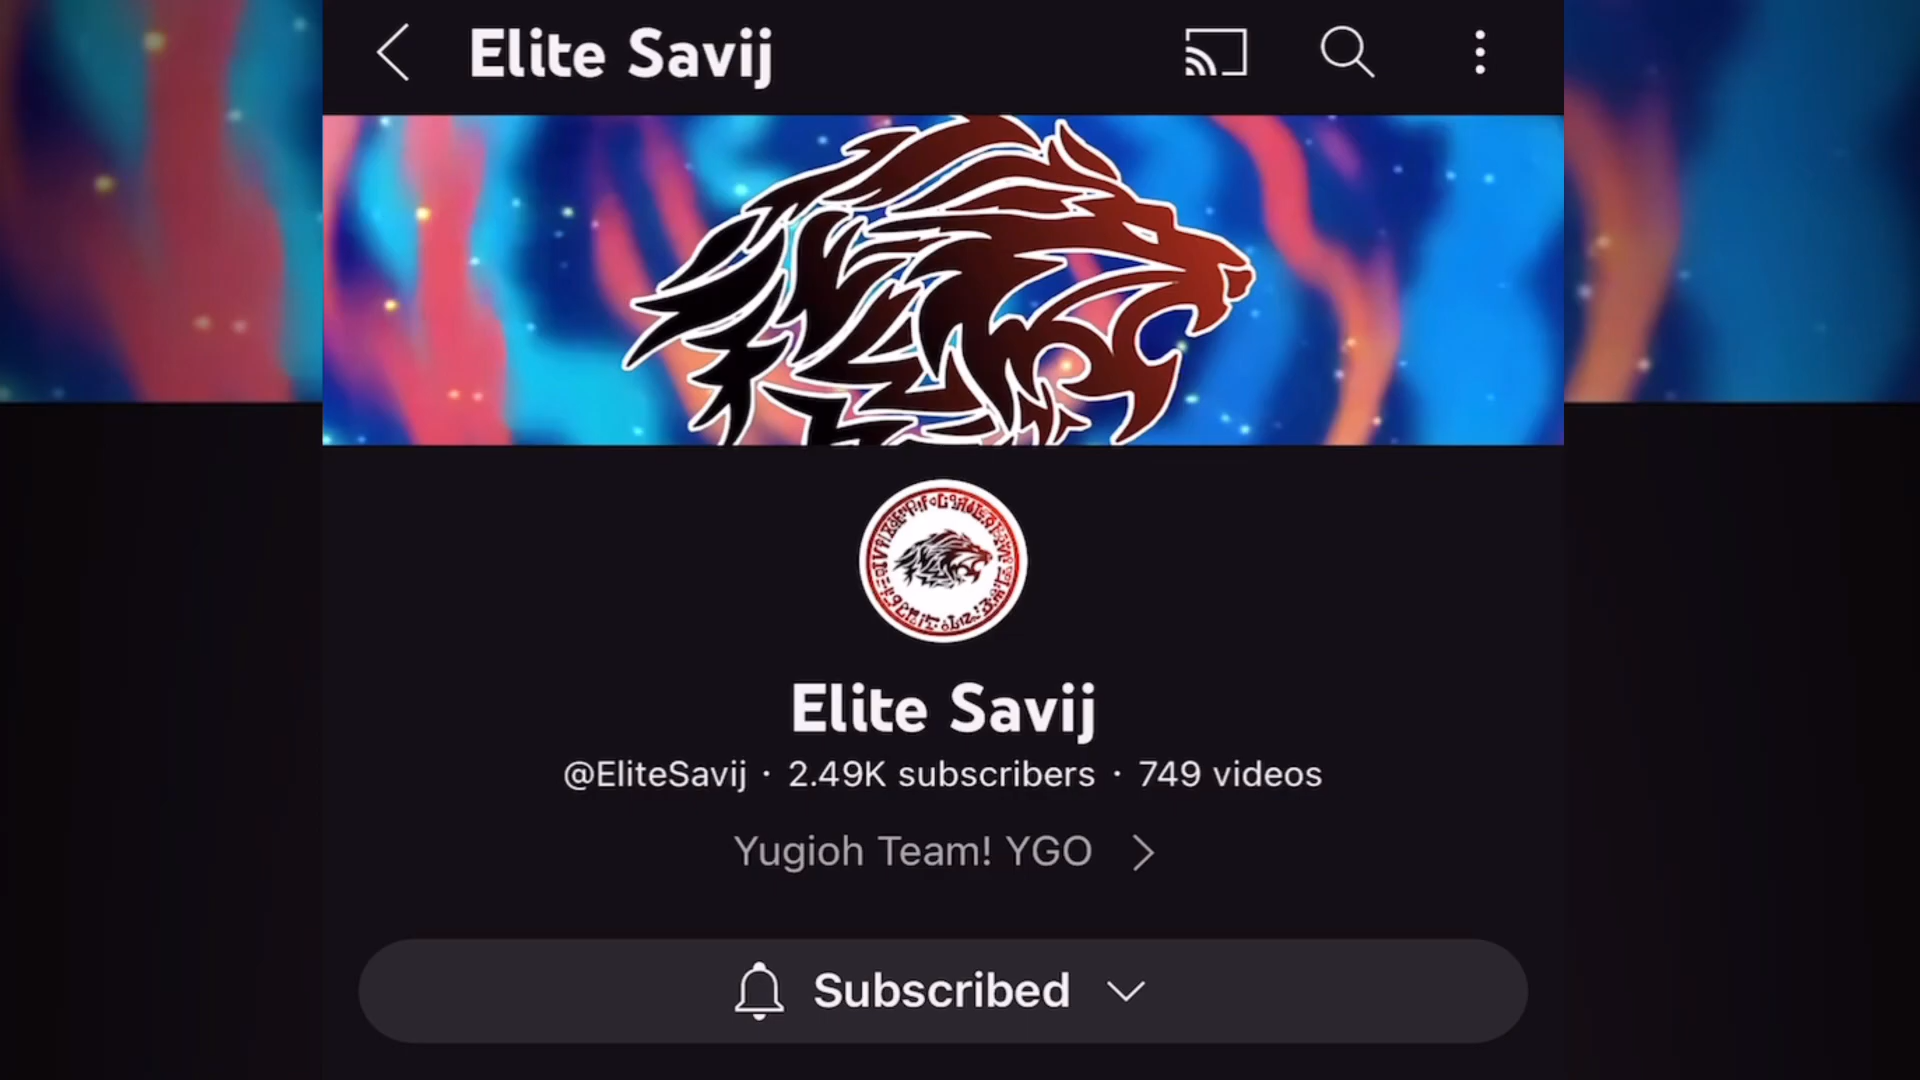 Elite Savij
Elite Savij
@EliteSavij · 2.49K subscribers · 749 videos
Yugioh Team! YGO
Subscribed